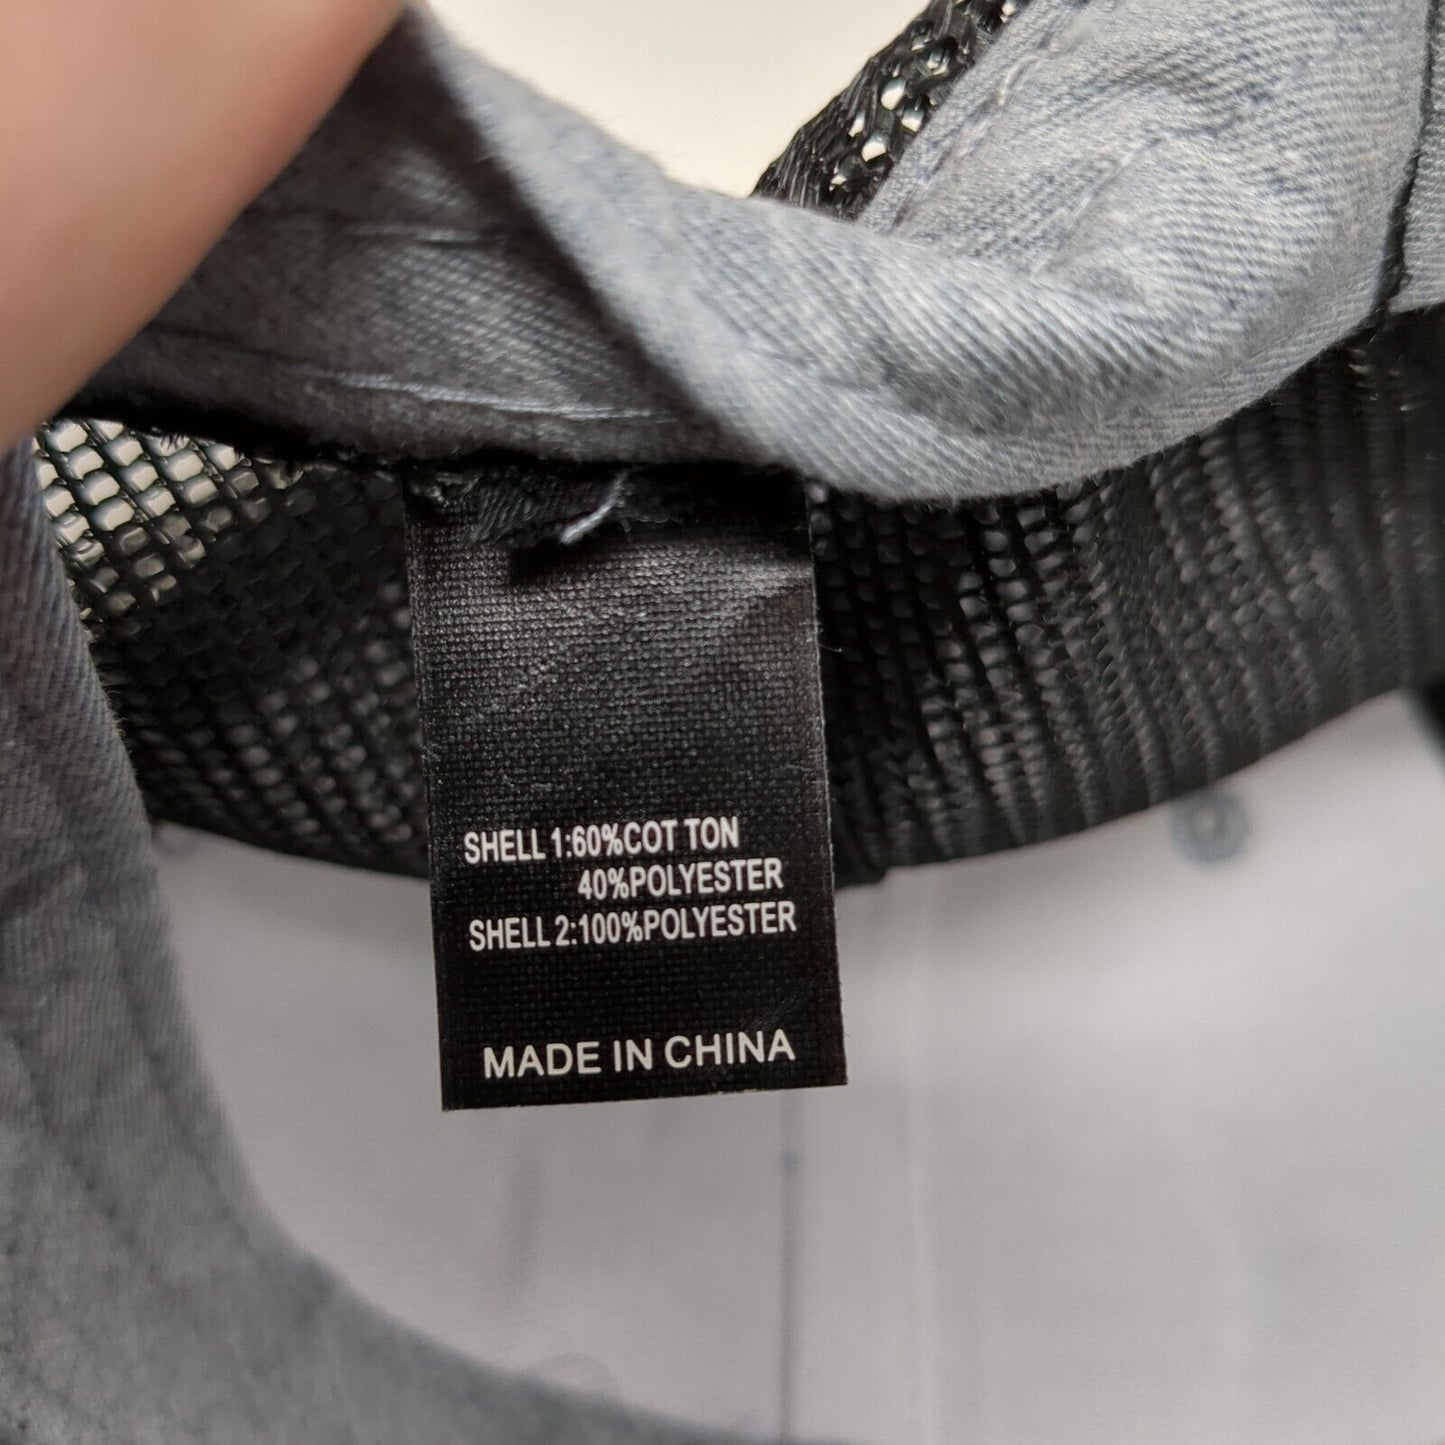 SHELL 1:60%COT TON
40%POLYESTER
SHELL 2:100%POLYESTER
MADE IN CHINA